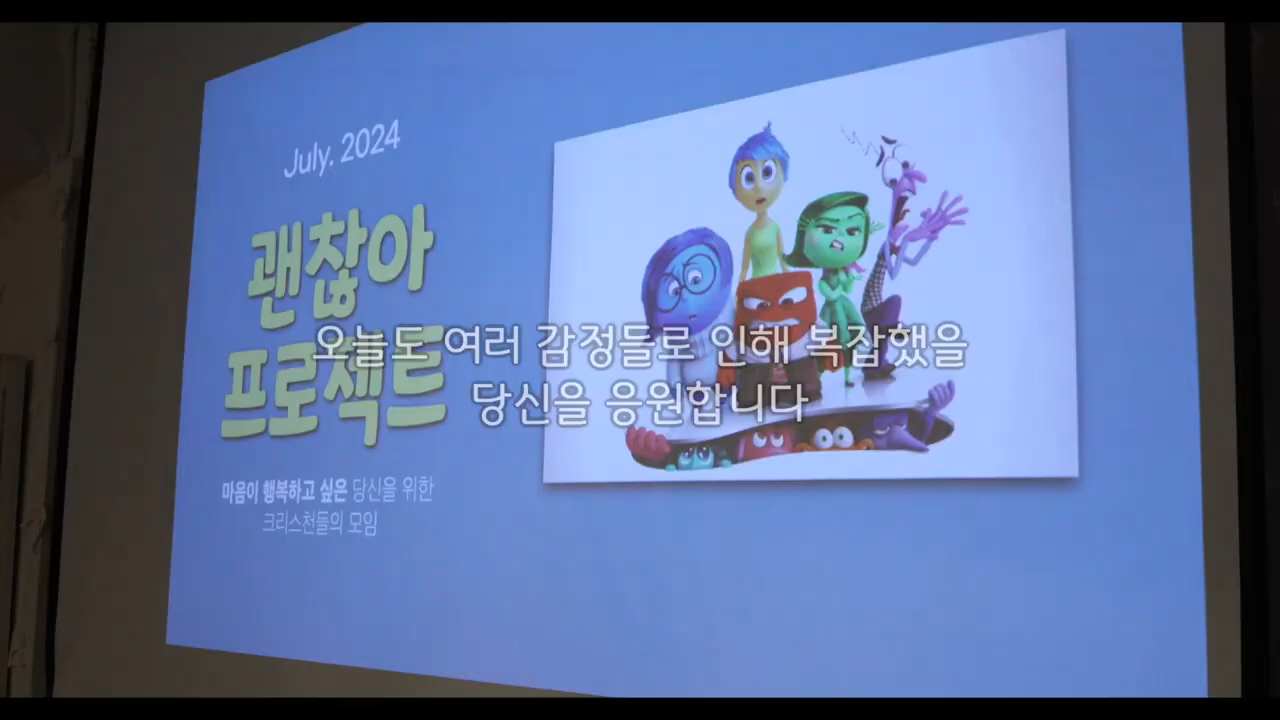 July. 2024
괜찮아
프로젝트
마음이 행복하고 싶은 당신을 위한
크리스천들의 모임
오늘도 여러 감정들로 인해 복잡했을
당신을 응원합니다